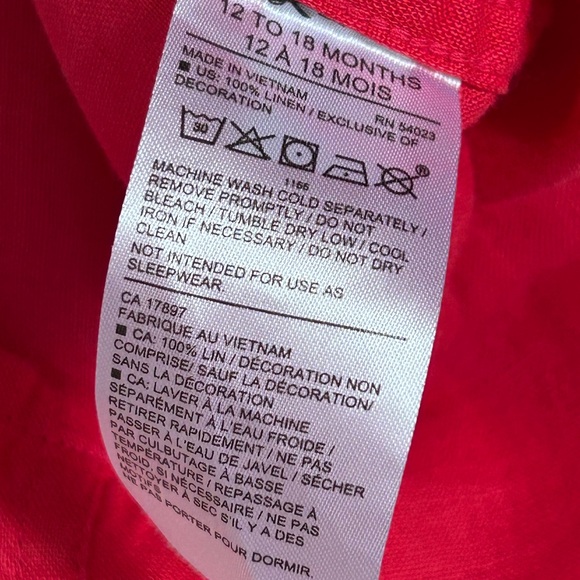 12 TO 18 MONTHS
12 À 18 MOIS
MADE IN VIETNAM RN 54023
■ US: 100% LINEN / EXCLUSIVE OF
DECORATION
30
®
1165
MACHINE WASH COLD SEPARATELY /
REMOVE PROMPTLY / DO NOT
BLEACH / TUMBLE DRY LOW / COOL
IRON IF NECESSARY / DO NOT DRY
CLEAN
NOT INTENDED FOR USE AS
SLEEPWEAR
CA 17897
FABRIQUE AU VIETNAM
■ CA: 100% LIN / DÉCORATION NON
COMPRISE/ SAUF LA DÉCORATION/
SANS LA DÉCORATION
■ CA: LAVER À LA MACHINE
SÉPARÉMENT À L'EAU FROIDE /
RETIRER RAPIDEMENT / NE PAS
PASSER À L'EAU DE JAVEL / SÉCHER
PAR CULBUTAGE À BASSE
TEMPÉRATURE / REPASSAGE À
FROID, SI NÉCESSAIRE / NE PAS
NETTOYER À SEC S'IL Y A DES
MOTIFS
NE PAS PORTER POUR DORMIR.